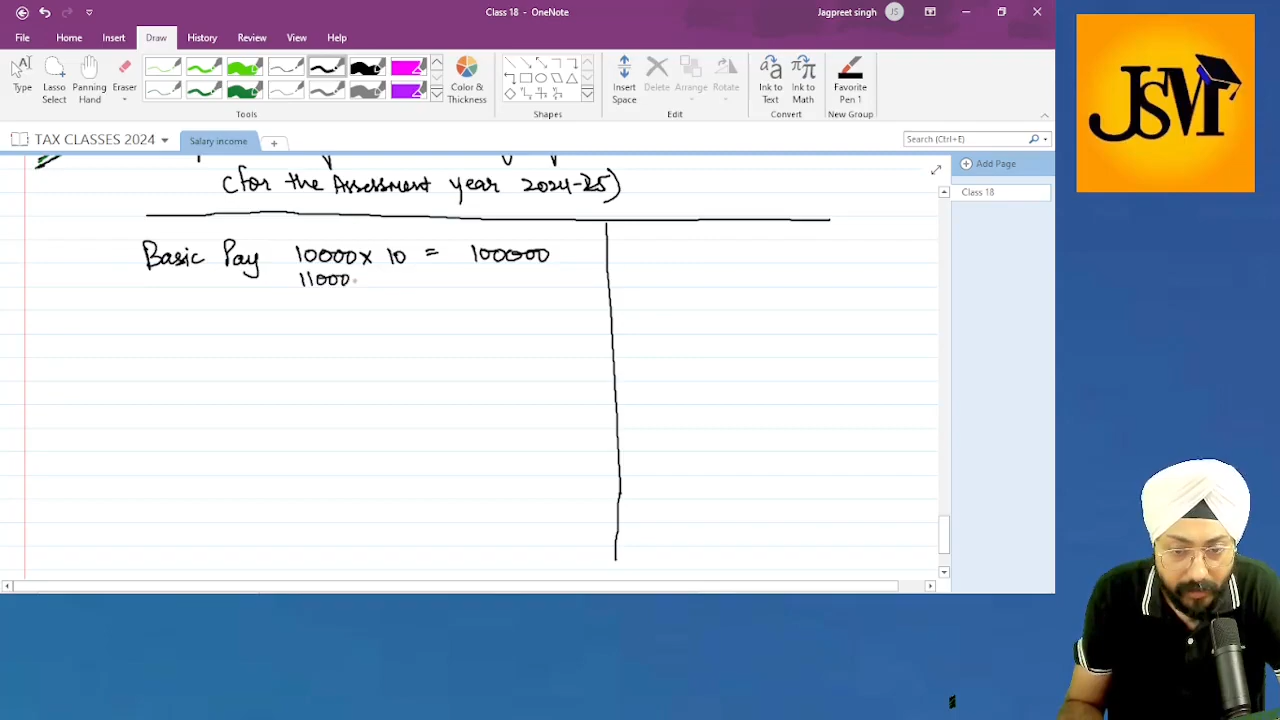 Class 18 - OneNote
Jagpreet singh JS
File Home Insert Draw History Review View Help
Type Lasso Select Panning Hand Eraser
Color & Thickness
Insert Space Delete Arrange Rotate
Ink to Text Ink to Math Favorite Pen 1
Tools Shapes Edit Convert New Group
TAX CLASSES 2024 Salary income + Search (Ctrl+E)
Add Page
Class 18
(for the Assessment year 2024-25)
Basic Pay 10000 x 10 = 100000
11000
JSM